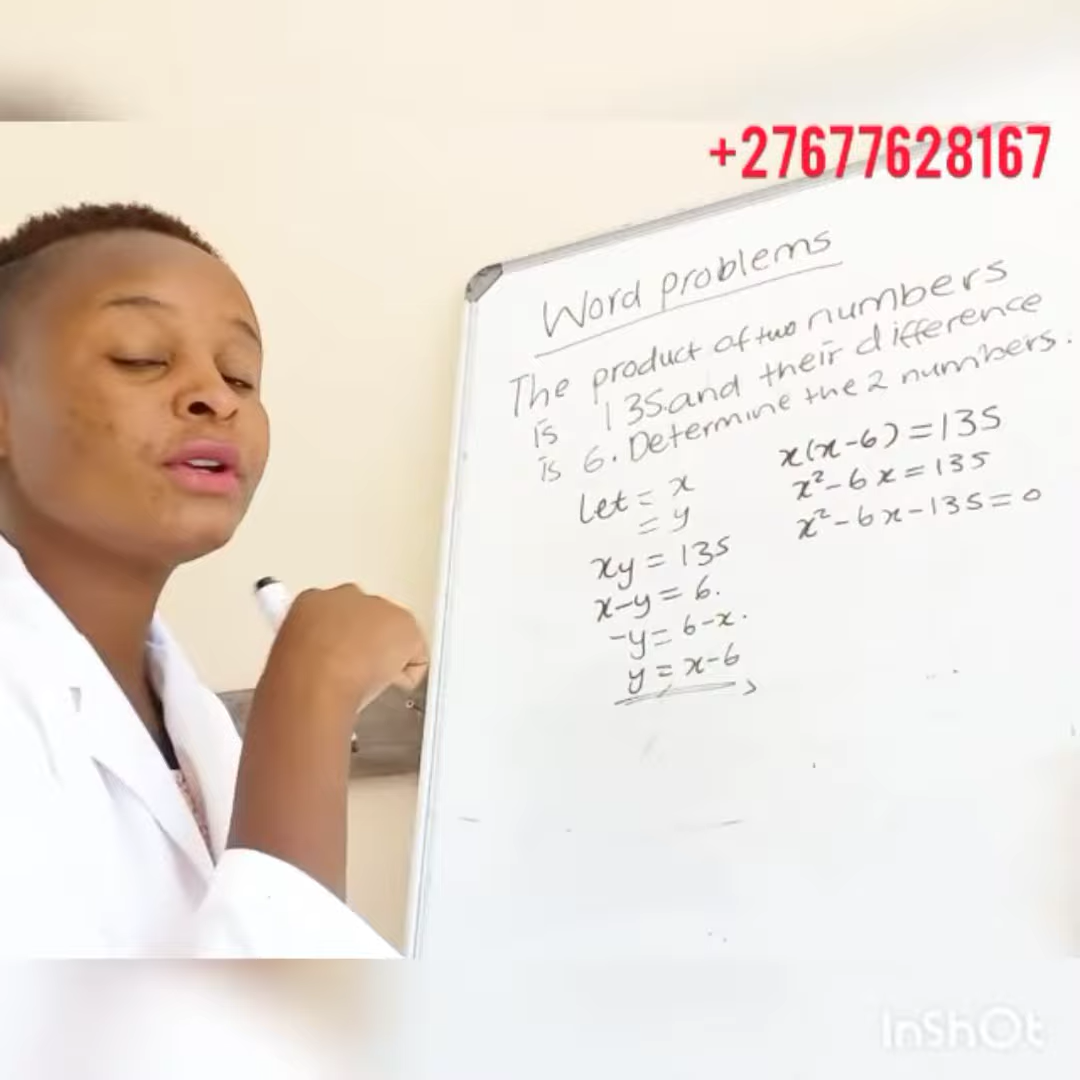 +27677628167
Word problems
The product of two numbers
is 135 and their difference
is 6. Determine the 2 numbers.
Let = x
= y
xy = 135
x-y = 6.
-y = 6-x.
y = x-6
x(x-6) = 135
x²-6x = 135
x²-6x-135 = 0
InShOt